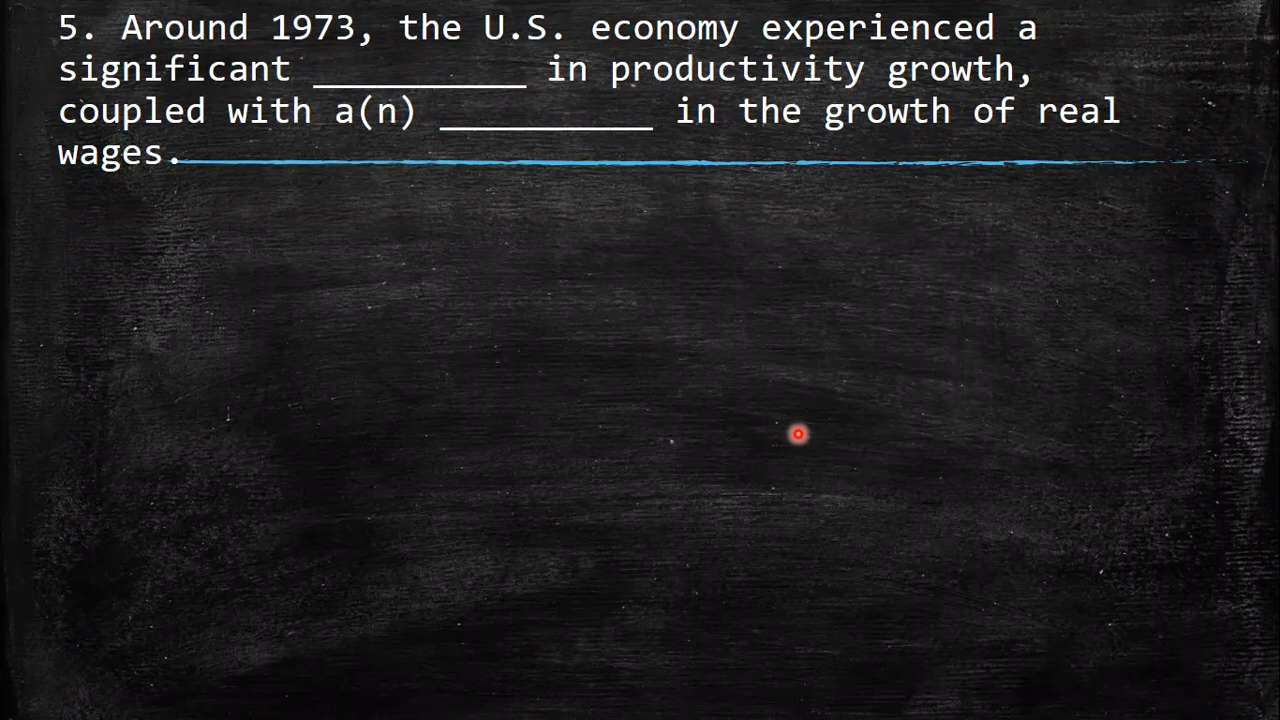 5. Around 1973, the U.S. economy experienced a
significant __________ in productivity growth,
coupled with a(n) __________ in the growth of real
wages.